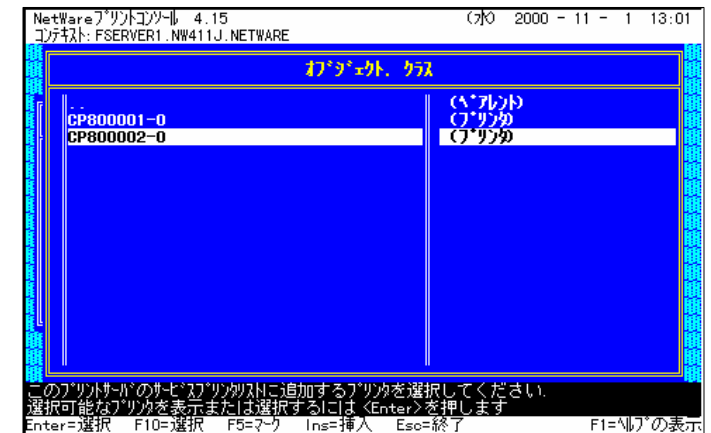 NetWareﾌﾟﾘﾝﾄｺﾝｿｰﾙ 4.15 (水) 2000 - 11 - 1 13:01
ｺﾝﾃｷｽﾄ: FSERVER1.NW411J.NETWARE
ｵﾌﾞｼﾞｪｸﾄ. ｸﾗｽ
.. (ﾍﾟｱﾚﾝﾄ)
CP800001-0 (ﾌﾟﾘﾝﾀ)
CP800002-0 (ﾌﾟﾘﾝﾀ)
このﾌﾟﾘﾝﾄｻｰﾊﾞのｻｰﾋﾞｽﾌﾟﾘﾝﾀﾘｽﾄに追加するﾌﾟﾘﾝﾀを選択してください.
選択可能なﾌﾟﾘﾝﾀを表示または選択するには <Enter> を押します
Enter=選択 F10=選択 F5=ﾏｰｸ Ins=挿入 Esc=終了 F1=ﾍﾙﾌﾟの表示